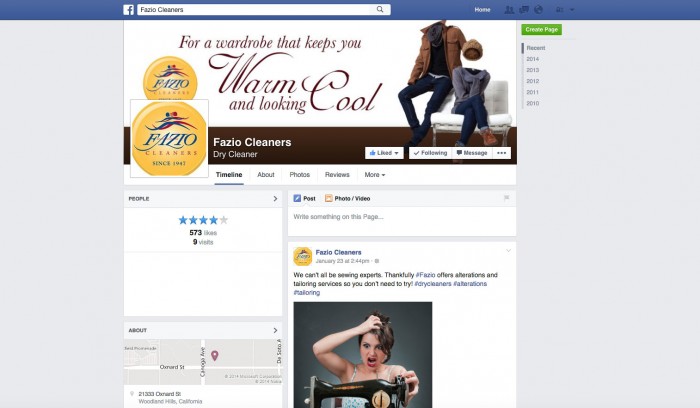 Fazio Cleaners
Home
Create Page
Recent
2014
2013
2012
2011
2010
For a wardrobe that keeps you
Warm
and looking Cool
FAZIO
FAZIO
CLEANERS
SINCE 1947
Fazio Cleaners
Dry Cleaner
Liked
Following
Message
Timeline
About
Photos
Reviews
More
PEOPLE
573 likes
9 visits
Post
Photo / Video
Write something on this Page...
Fazio Cleaners
January 23 at 2:44pm
We can't all be sewing experts. Thankfully #Fazio offers alterations and
tailoring services so you don't need to try! #drycleaners #alterations
#tailoring
ABOUT
Oxnard St
Canoga Ave
De Soto A
Oxnard St
21333 Oxnard St
Woodland Hills, California